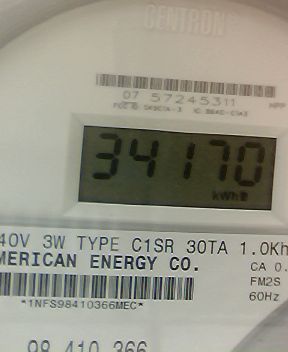 CENTRON®
07 57245311
34170
kWh
40V 3W TYPE C1SR 30TA 1.0Kh
MERICAN ENERGY CO.
CA 0.
FM2S
*1NFS98410366MEC*
60Hz
98 410 366